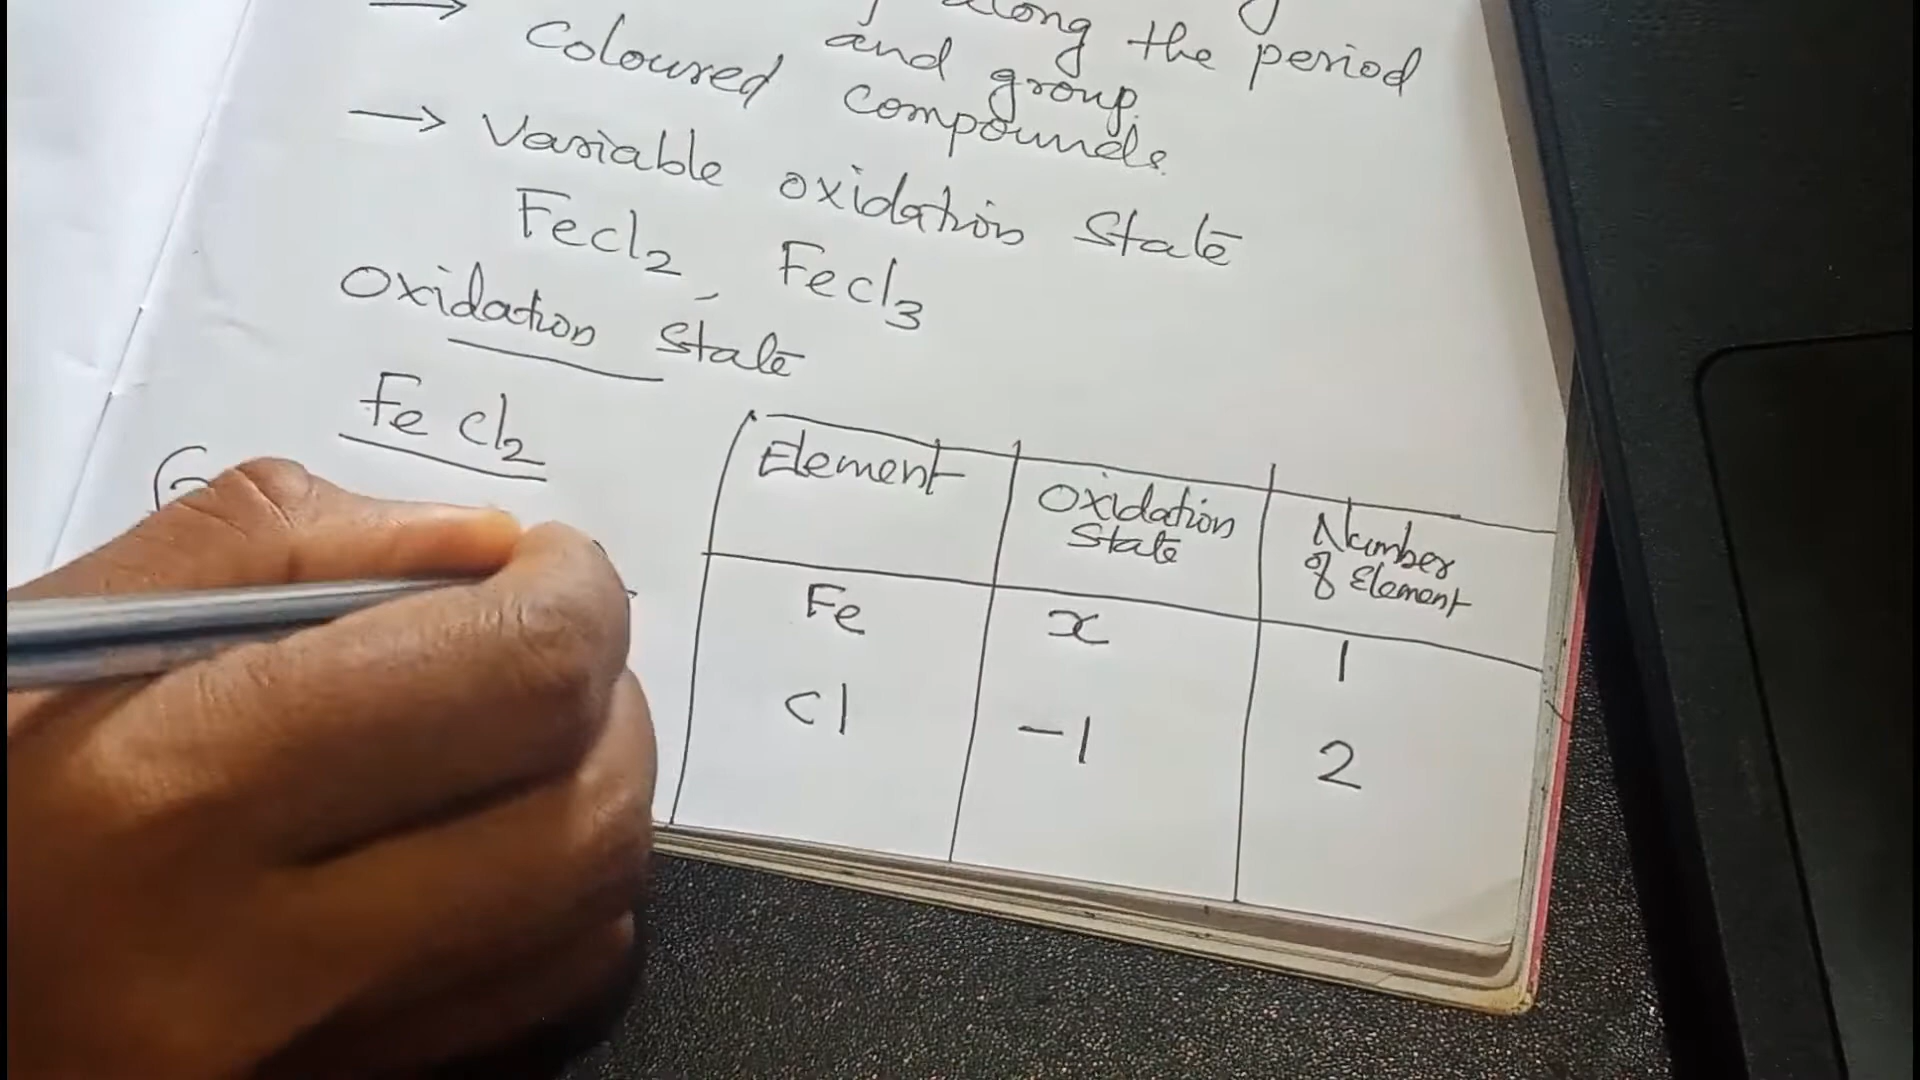 along the period
and group.
→ Coloured compounds.
→ Variable oxidation State
Fecl2, Fecl3
Oxidation State
Fe Cl2
Element Oxidation State Number of Element
Fe x 1
cl -1 2